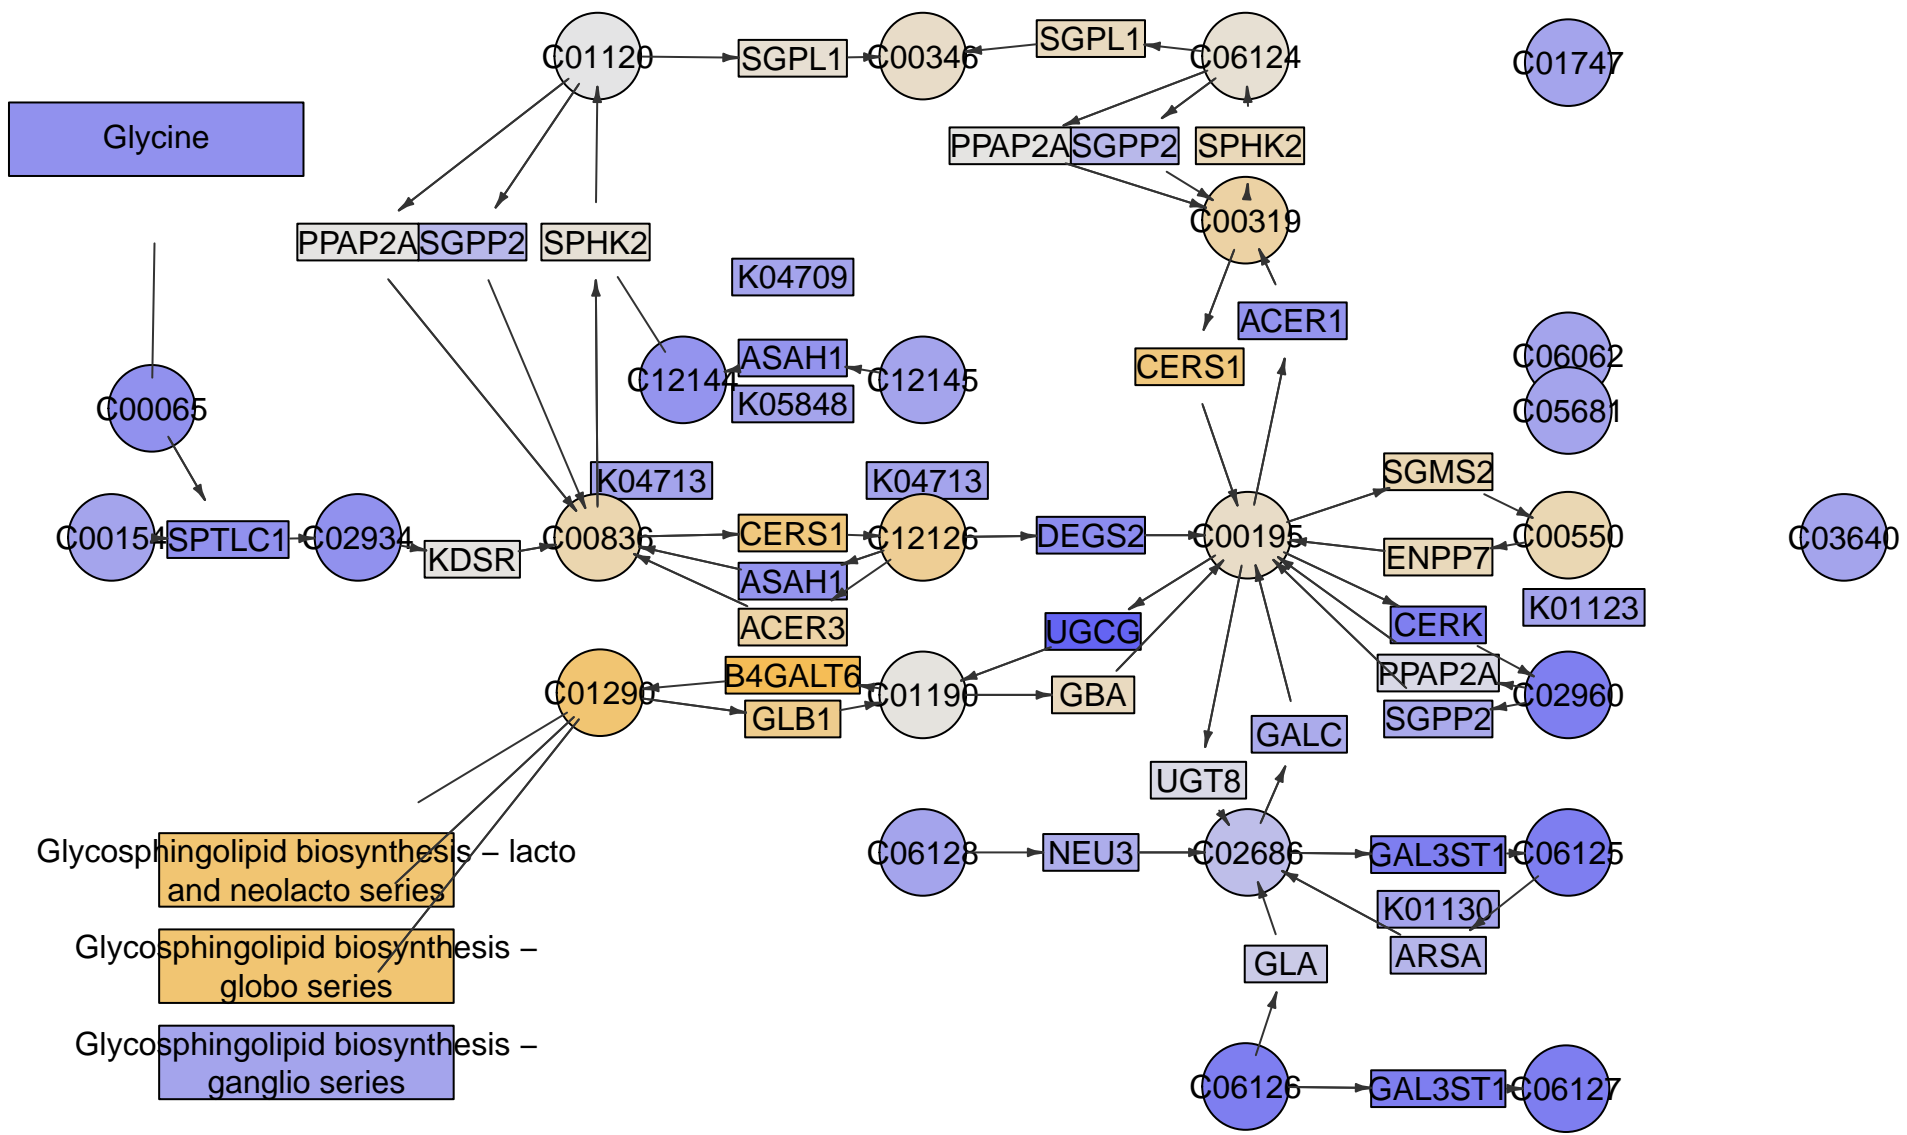 C01120
SGPL1
C00346
SGPL1
C06124
C01747
Glycine
PPAP2A
SGPP2
SPHK2
C00319
PPAP2A
SGPP2
SPHK2
K04709
ACER1
C06062
ASAH1
CERS1
C12144
C12145
C00065
K05848
C05681
SGMS2
K04713
K04713
C00154
SPTLC1
C02934
KDSR
C00836
CERS1
C12126
DEGS2
C00195
ENPP7
C00550
C03640
ASAH1
K01123
ACER3
UGCG
CERK
B4GALT6
PPAP2A
C01290
C01190
GBA
C02960
GLB1
SGPP2
GALC
UGT8
Glycosphingolipid biosynthesis – lacto
and neolacto series
C06128
NEU3
C02686
GAL3ST1
C06125
K01130
Glycosphingolipid biosynthesis –
globo series
GLA
ARSA
Glycosphingolipid biosynthesis –
ganglio series
C06126
GAL3ST1
C06127